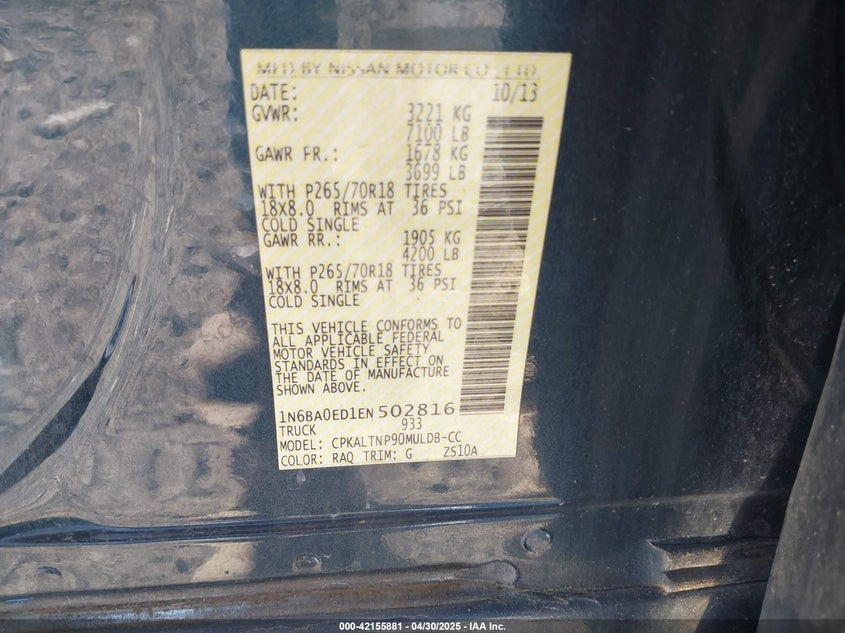 MFD BY NISSAN MOTOR CO., LTD.
DATE: 10/13
GVWR: 3221 KG
7100 LB
GAWR FR.: 1678 KG
3699 LB
WITH P265/70R18 TIRES
18X8.0 RIMS AT 36 PSI
COLD SINGLE
GAWR RR.: 1905 KG
4200 LB
WITH P265/70R18 TIRES
18X8.0 RIMS AT 36 PSI
COLD SINGLE
THIS VEHICLE CONFORMS TO
ALL APPLICABLE FEDERAL
MOTOR VEHICLE SAFETY
STANDARDS IN EFFECT ON
THE DATE OF MANUFACTURE
SHOWN ABOVE.
1N6BA0ED1EN502816
TRUCK 933
MODEL: CPKALTNP90MULDB-CC
COLOR: RAQ TRIM: G ZS10A
000-42155881 - 04/30/2025 - IAA Inc.